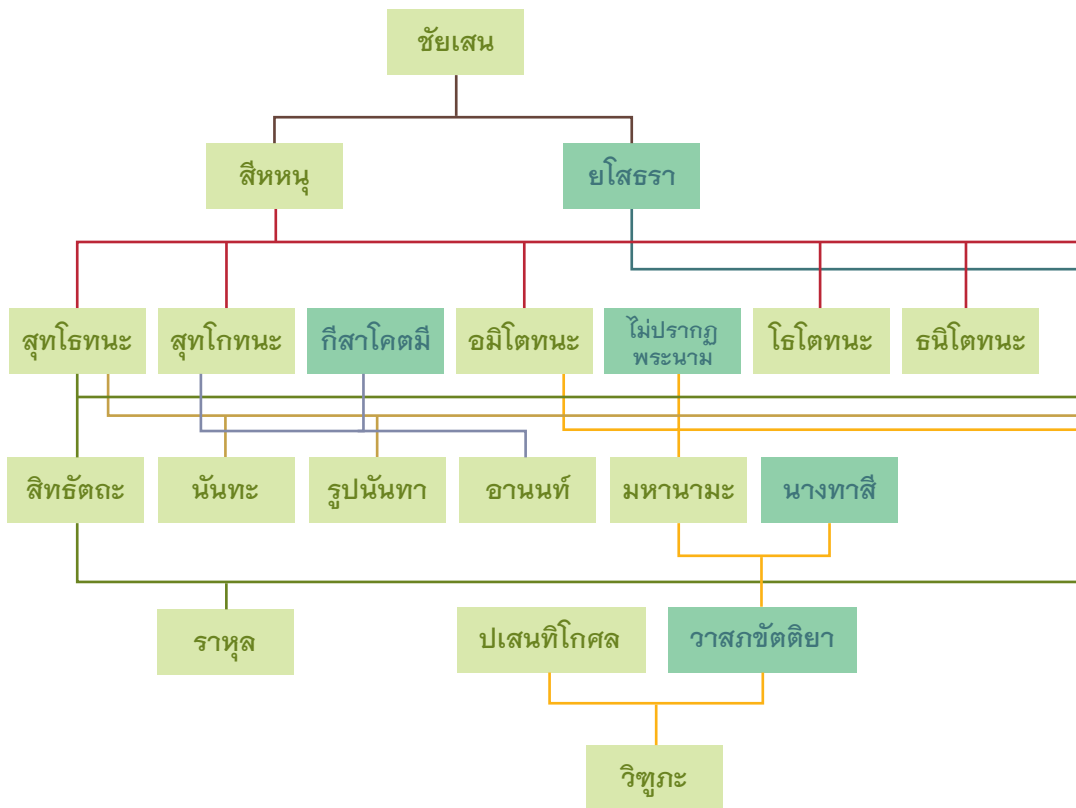 ชัยเสน
สีหหนุ
ยโสธรา
สุทโธทนะ
สุทโกทนะ
กีสาโคตมี
อมิโตทนะ
ไม่ปรากฏ
พระนาม
โธโตทนะ
ธนิโตทนะ
สิทธัตถะ
นันทะ
รูปนันทา
อานนท์
มหานามะ
นางทาสี
ราหุล
ปเสนทิโกศล
วาสภขัตติยา
วิฑูภะ